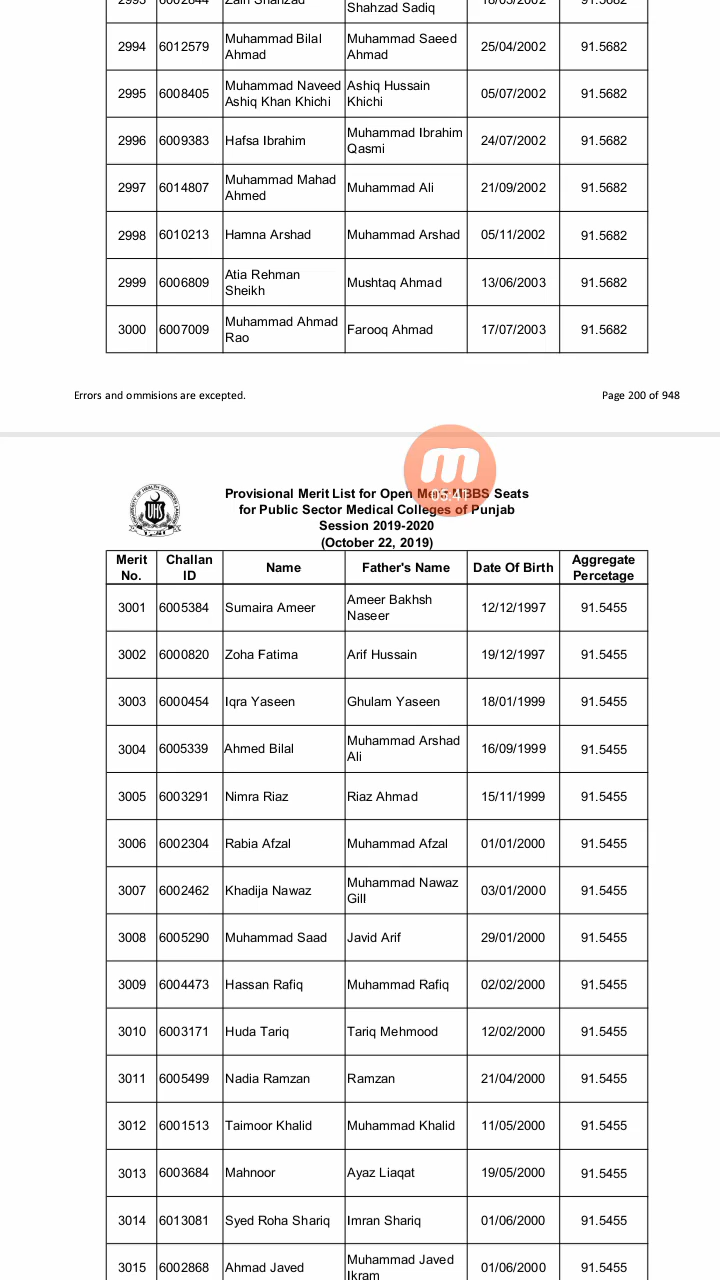 2993 6002844 Zain Shahzad Shahzad Sadiq 18/05/2002 91.5682
2994 6012579 Muhammad Bilal Ahmad Muhammad Saeed Ahmad 25/04/2002 91.5682
2995 6008405 Muhammad Naveed Ashiq Khan Khichi Ashiq Hussain Khichi 05/07/2002 91.5682
2996 6009383 Hafsa Ibrahim Muhammad Ibrahim Qasmi 24/07/2002 91.5682
2997 6014807 Muhammad Mahad Ahmed Muhammad Ali 21/09/2002 91.5682
2998 6010213 Hamna Arshad Muhammad Arshad 05/11/2002 91.5682
2999 6006809 Atia Rehman Sheikh Mushtaq Ahmad 13/06/2003 91.5682
3000 6007009 Muhammad Ahmad Rao Farooq Ahmad 17/07/2003 91.5682
Errors and ommisions are excepted. Page 200 of 948
05:41
UHS
Provisional Merit List for Open Merit MBBS Seats
for Public Sector Medical Colleges of Punjab
Session 2019-2020
(October 22, 2019)
Merit No. Challan ID Name Father's Name Date Of Birth Aggregate Percetage
3001 6005384 Sumaira Ameer Ameer Bakhsh Naseer 12/12/1997 91.5455
3002 6000820 Zoha Fatima Arif Hussain 19/12/1997 91.5455
3003 6000454 Iqra Yaseen Ghulam Yaseen 18/01/1999 91.5455
3004 6005339 Ahmed Bilal Muhammad Arshad Ali 16/09/1999 91.5455
3005 6003291 Nimra Riaz Riaz Ahmad 15/11/1999 91.5455
3006 6002304 Rabia Afzal Muhammad Afzal 01/01/2000 91.5455
3007 6002462 Khadija Nawaz Muhammad Nawaz Gill 03/01/2000 91.5455
3008 6005290 Muhammad Saad Javid Arif 29/01/2000 91.5455
3009 6004473 Hassan Rafiq Muhammad Rafiq 02/02/2000 91.5455
3010 6003171 Huda Tariq Tariq Mehmood 12/02/2000 91.5455
3011 6005499 Nadia Ramzan Ramzan 21/04/2000 91.5455
3012 6001513 Taimoor Khalid Muhammad Khalid 11/05/2000 91.5455
3013 6003684 Mahnoor Ayaz Liaqat 19/05/2000 91.5455
3014 6013081 Syed Roha Shariq Imran Shariq 01/06/2000 91.5455
3015 6002868 Ahmad Javed Muhammad Javed Ikram 01/06/2000 91.5455